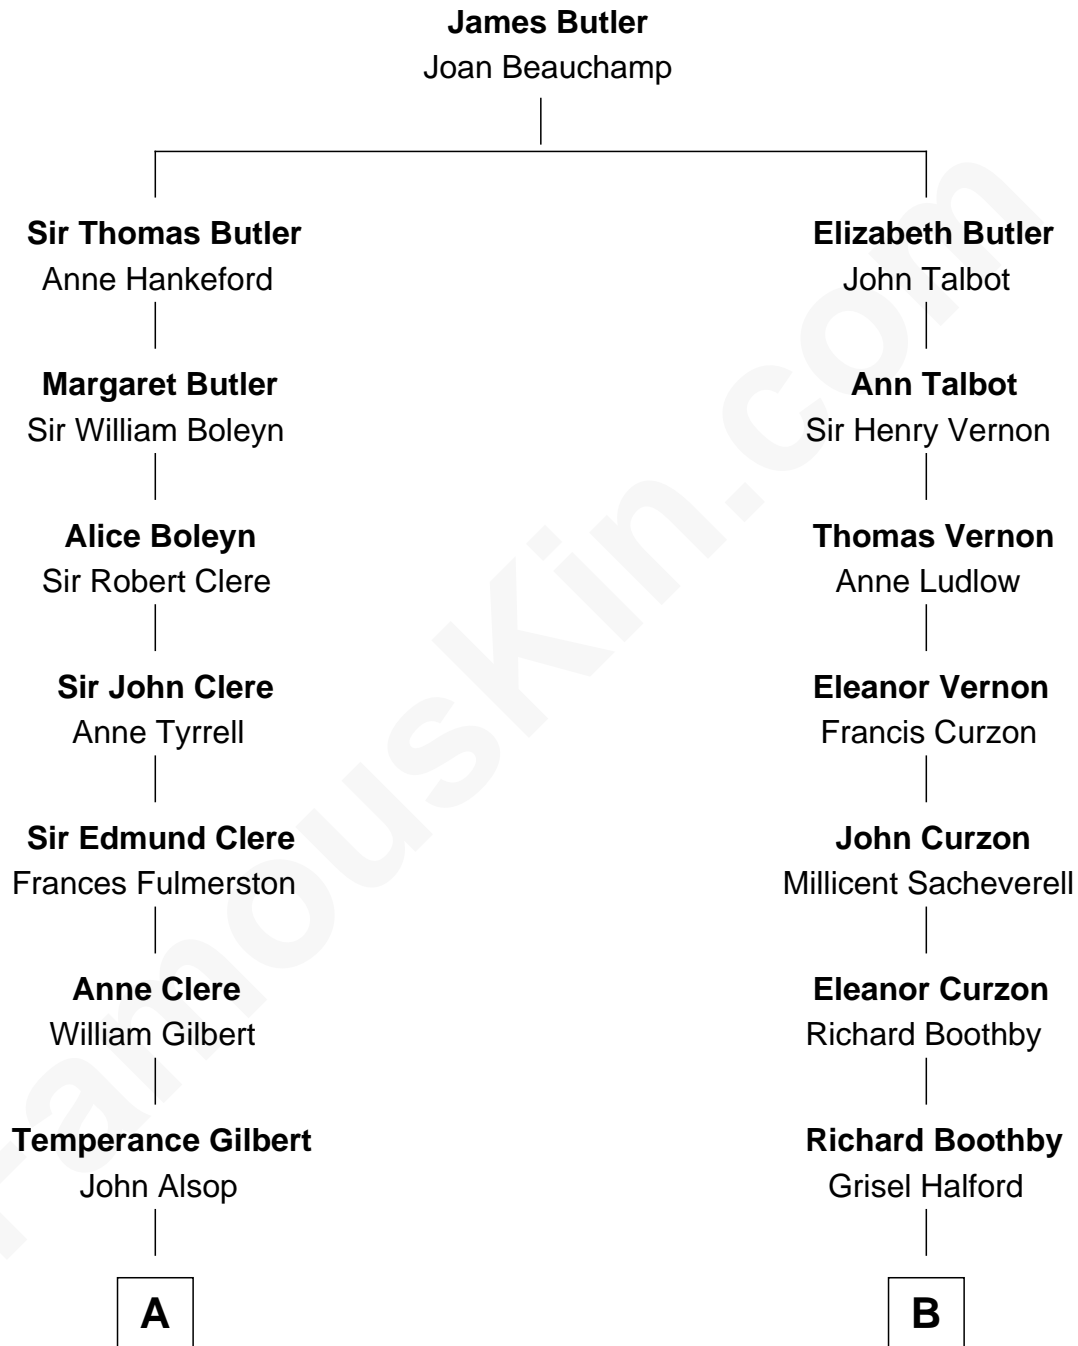 James Butler
Joan Beauchamp
Sir Thomas Butler
Anne Hankeford
Margaret Butler
Sir William Boleyn
Alice Boleyn
Sir Robert Clere
Sir John Clere
Anne Tyrrell
Sir Edmund Clere
Frances Fulmerston
Anne Clere
William Gilbert
Temperance Gilbert
John Alsop
A
Elizabeth Butler
John Talbot
Ann Talbot
Sir Henry Vernon
Thomas Vernon
Anne Ludlow
Eleanor Vernon
Francis Curzon
John Curzon
Millicent Sacheverell
Eleanor Curzon
Richard Boothby
Richard Boothby
Grisel Halford
B
FamousKin.com